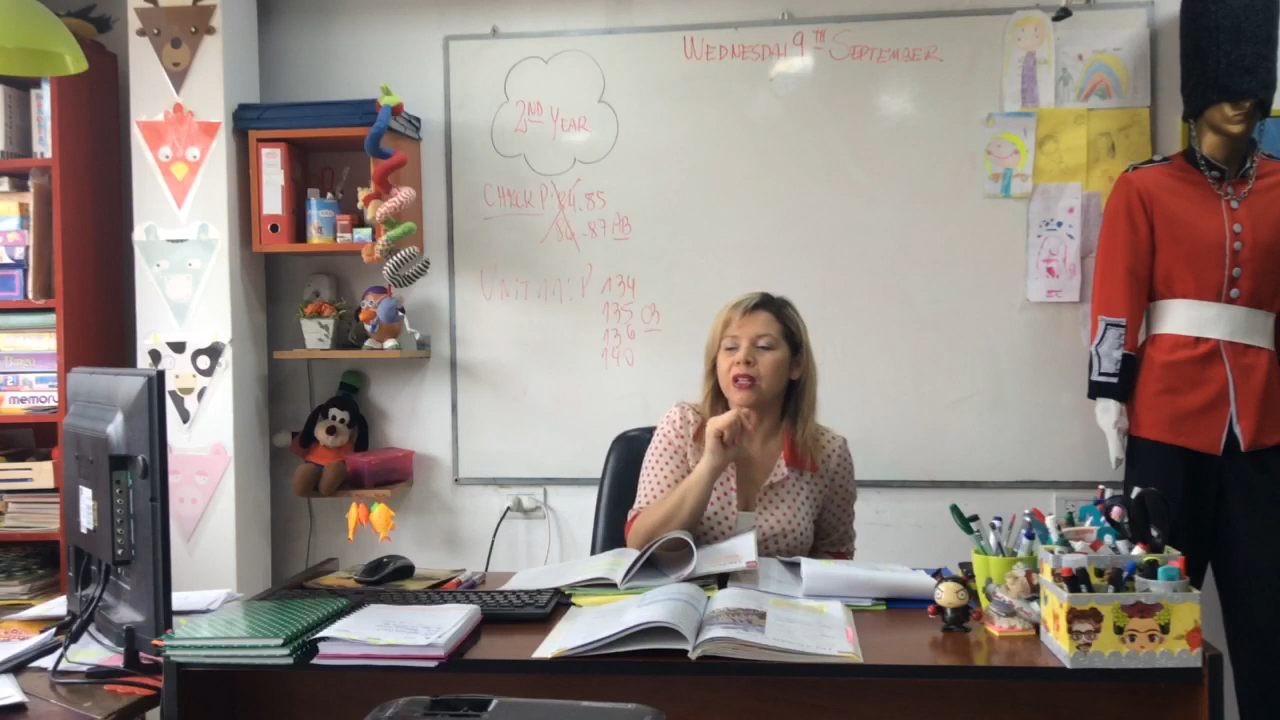 WEDNESDAY 9TH SEPTEMBER
2ND YEAR
CHECK P. 84.85
86.-87 AB
UNIT 11: P 134
135 CB
136
140
memory